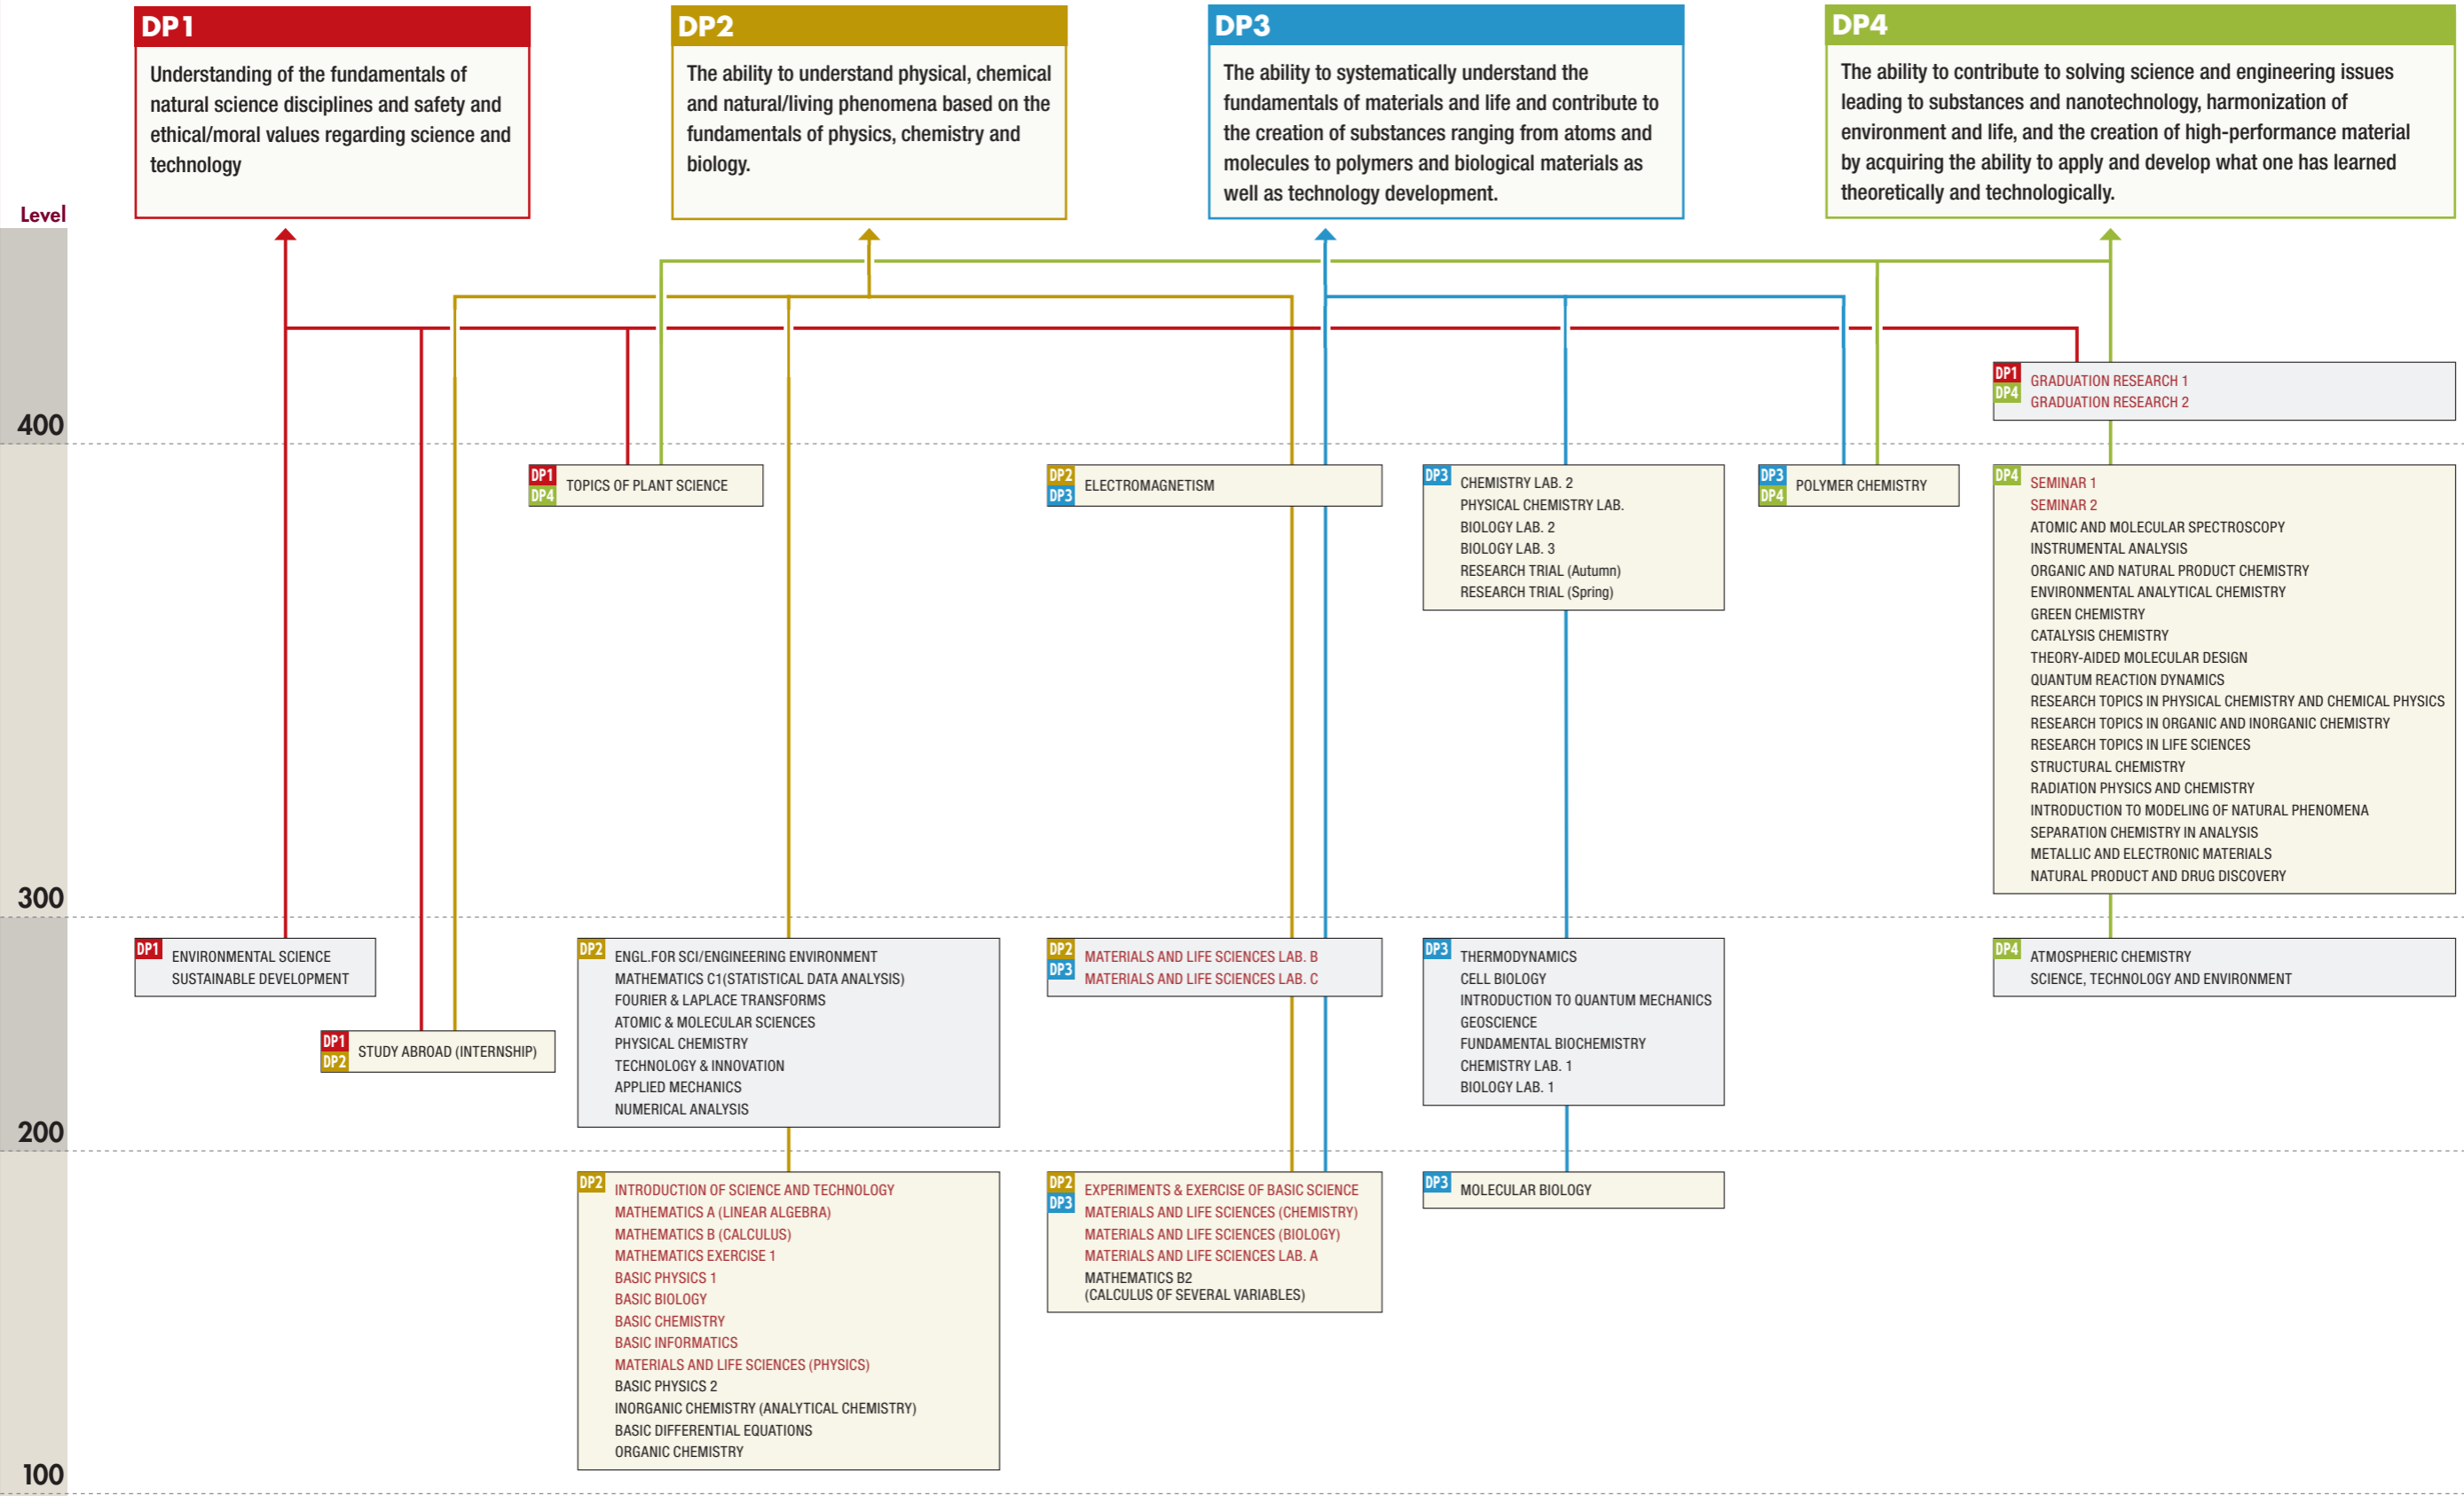 DP1
Understanding of the fundamentals of
natural science disciplines and safety and
ethical/moral values regarding science and
technology
DP2
The ability to understand physical, chemical
and natural/living phenomena based on the
fundamentals of physics, chemistry and
biology.
DP3
The ability to systematically understand the
fundamentals of materials and life and contribute to
the creation of substances ranging from atoms and
molecules to polymers and biological materials as
well as technology development.
DP4
The ability to contribute to solving science and engineering issues
leading to substances and nanotechnology, harmonization of
environment and life, and the creation of high-performance material
by acquiring the ability to apply and develop what one has learned
theoretically and technologically.
Level
DP1
DP4
GRADUATION RESEARCH 1
GRADUATION RESEARCH 2
400
DP1
DP4
TOPICS OF PLANT SCIENCE
DP2
DP3
ELECTROMAGNETISM
DP3
CHEMISTRY LAB. 2
PHYSICAL CHEMISTRY LAB.
BIOLOGY LAB. 2
BIOLOGY LAB. 3
RESEARCH TRIAL (Autumn)
RESEARCH TRIAL (Spring)
DP3
DP4
POLYMER CHEMISTRY
DP4
SEMINAR 1
SEMINAR 2
ATOMIC AND MOLECULAR SPECTROSCOPY
INSTRUMENTAL ANALYSIS
ORGANIC AND NATURAL PRODUCT CHEMISTRY
ENVIRONMENTAL ANALYTICAL CHEMISTRY
GREEN CHEMISTRY
CATALYSIS CHEMISTRY
THEORY-AIDED MOLECULAR DESIGN
QUANTUM REACTION DYNAMICS
RESEARCH TOPICS IN PHYSICAL CHEMISTRY AND CHEMICAL PHYSICS
RESEARCH TOPICS IN ORGANIC AND INORGANIC CHEMISTRY
RESEARCH TOPICS IN LIFE SCIENCES
STRUCTURAL CHEMISTRY
RADIATION PHYSICS AND CHEMISTRY
INTRODUCTION TO MODELING OF NATURAL PHENOMENA
SEPARATION CHEMISTRY IN ANALYSIS
METALLIC AND ELECTRONIC MATERIALS
NATURAL PRODUCT AND DRUG DISCOVERY
300
DP1
ENVIRONMENTAL SCIENCE
SUSTAINABLE DEVELOPMENT
DP1
DP2
STUDY ABROAD (INTERNSHIP)
DP2
ENGL.FOR SCI/ENGINEERING ENVIRONMENT
MATHEMATICS C1(STATISTICAL DATA ANALYSIS)
FOURIER & LAPLACE TRANSFORMS
ATOMIC & MOLECULAR SCIENCES
PHYSICAL CHEMISTRY
TECHNOLOGY & INNOVATION
APPLIED MECHANICS
NUMERICAL ANALYSIS
DP2
DP3
MATERIALS AND LIFE SCIENCES LAB. B
MATERIALS AND LIFE SCIENCES LAB. C
DP3
THERMODYNAMICS
CELL BIOLOGY
INTRODUCTION TO QUANTUM MECHANICS
GEOSCIENCE
FUNDAMENTAL BIOCHEMISTRY
CHEMISTRY LAB. 1
BIOLOGY LAB. 1
DP4
ATMOSPHERIC CHEMISTRY
SCIENCE, TECHNOLOGY AND ENVIRONMENT
200
DP2
INTRODUCTION OF SCIENCE AND TECHNOLOGY
MATHEMATICS A (LINEAR ALGEBRA)
MATHEMATICS B (CALCULUS)
MATHEMATICS EXERCISE 1
BASIC PHYSICS 1
BASIC BIOLOGY
BASIC CHEMISTRY
BASIC INFORMATICS
MATERIALS AND LIFE SCIENCES (PHYSICS)
BASIC PHYSICS 2
INORGANIC CHEMISTRY (ANALYTICAL CHEMISTRY)
BASIC DIFFERENTIAL EQUATIONS
ORGANIC CHEMISTRY
DP2
DP3
EXPERIMENTS & EXERCISE OF BASIC SCIENCE
MATERIALS AND LIFE SCIENCES (CHEMISTRY)
MATERIALS AND LIFE SCIENCES (BIOLOGY)
MATERIALS AND LIFE SCIENCES LAB. A
MATHEMATICS B2
(CALCULUS OF SEVERAL VARIABLES)
DP3
MOLECULAR BIOLOGY
100